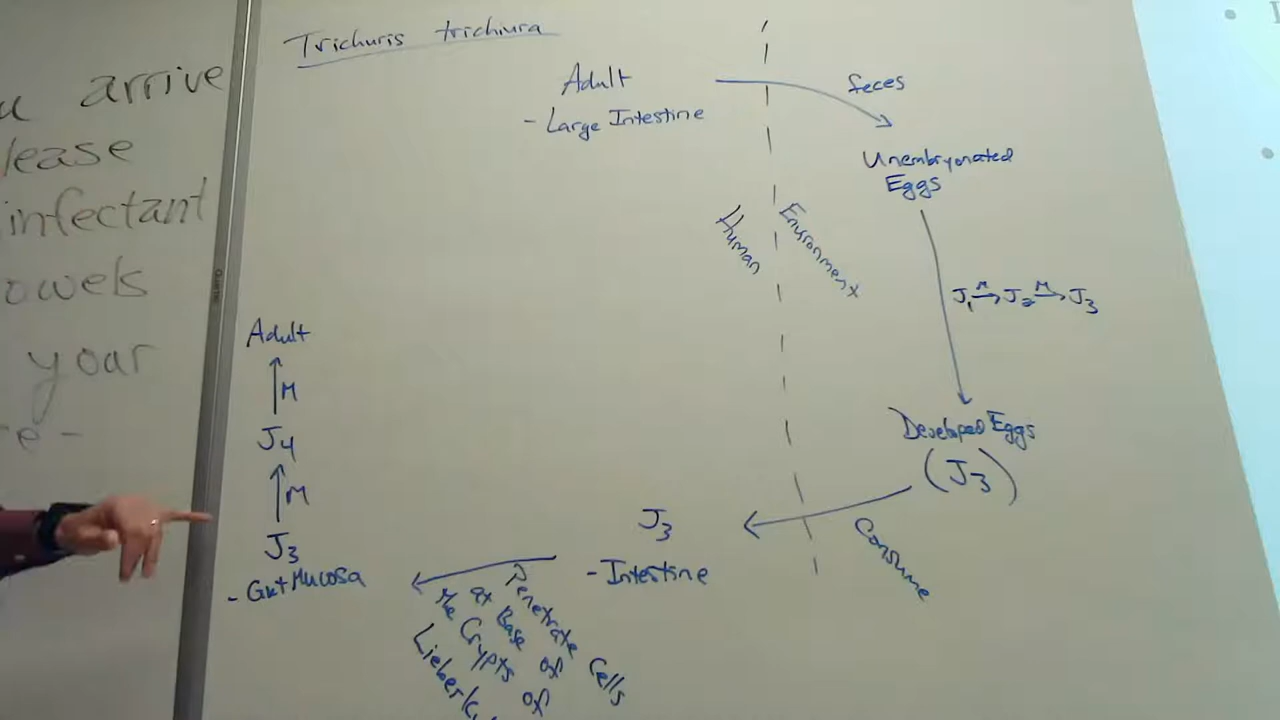 arrive
lease
infectant
owels
your
Trichuris trichiura
Adult
- Large Intestine
feces
Unembryonated
Eggs
Human
Environment
J1 M→ J2 M→ J3
Developed Eggs
(J3)
Consume
J3
- Intestine
Penetrate Cells
at Base of
the Crypts of
Adult
M
J4
M
J3
- Gut Mucosa